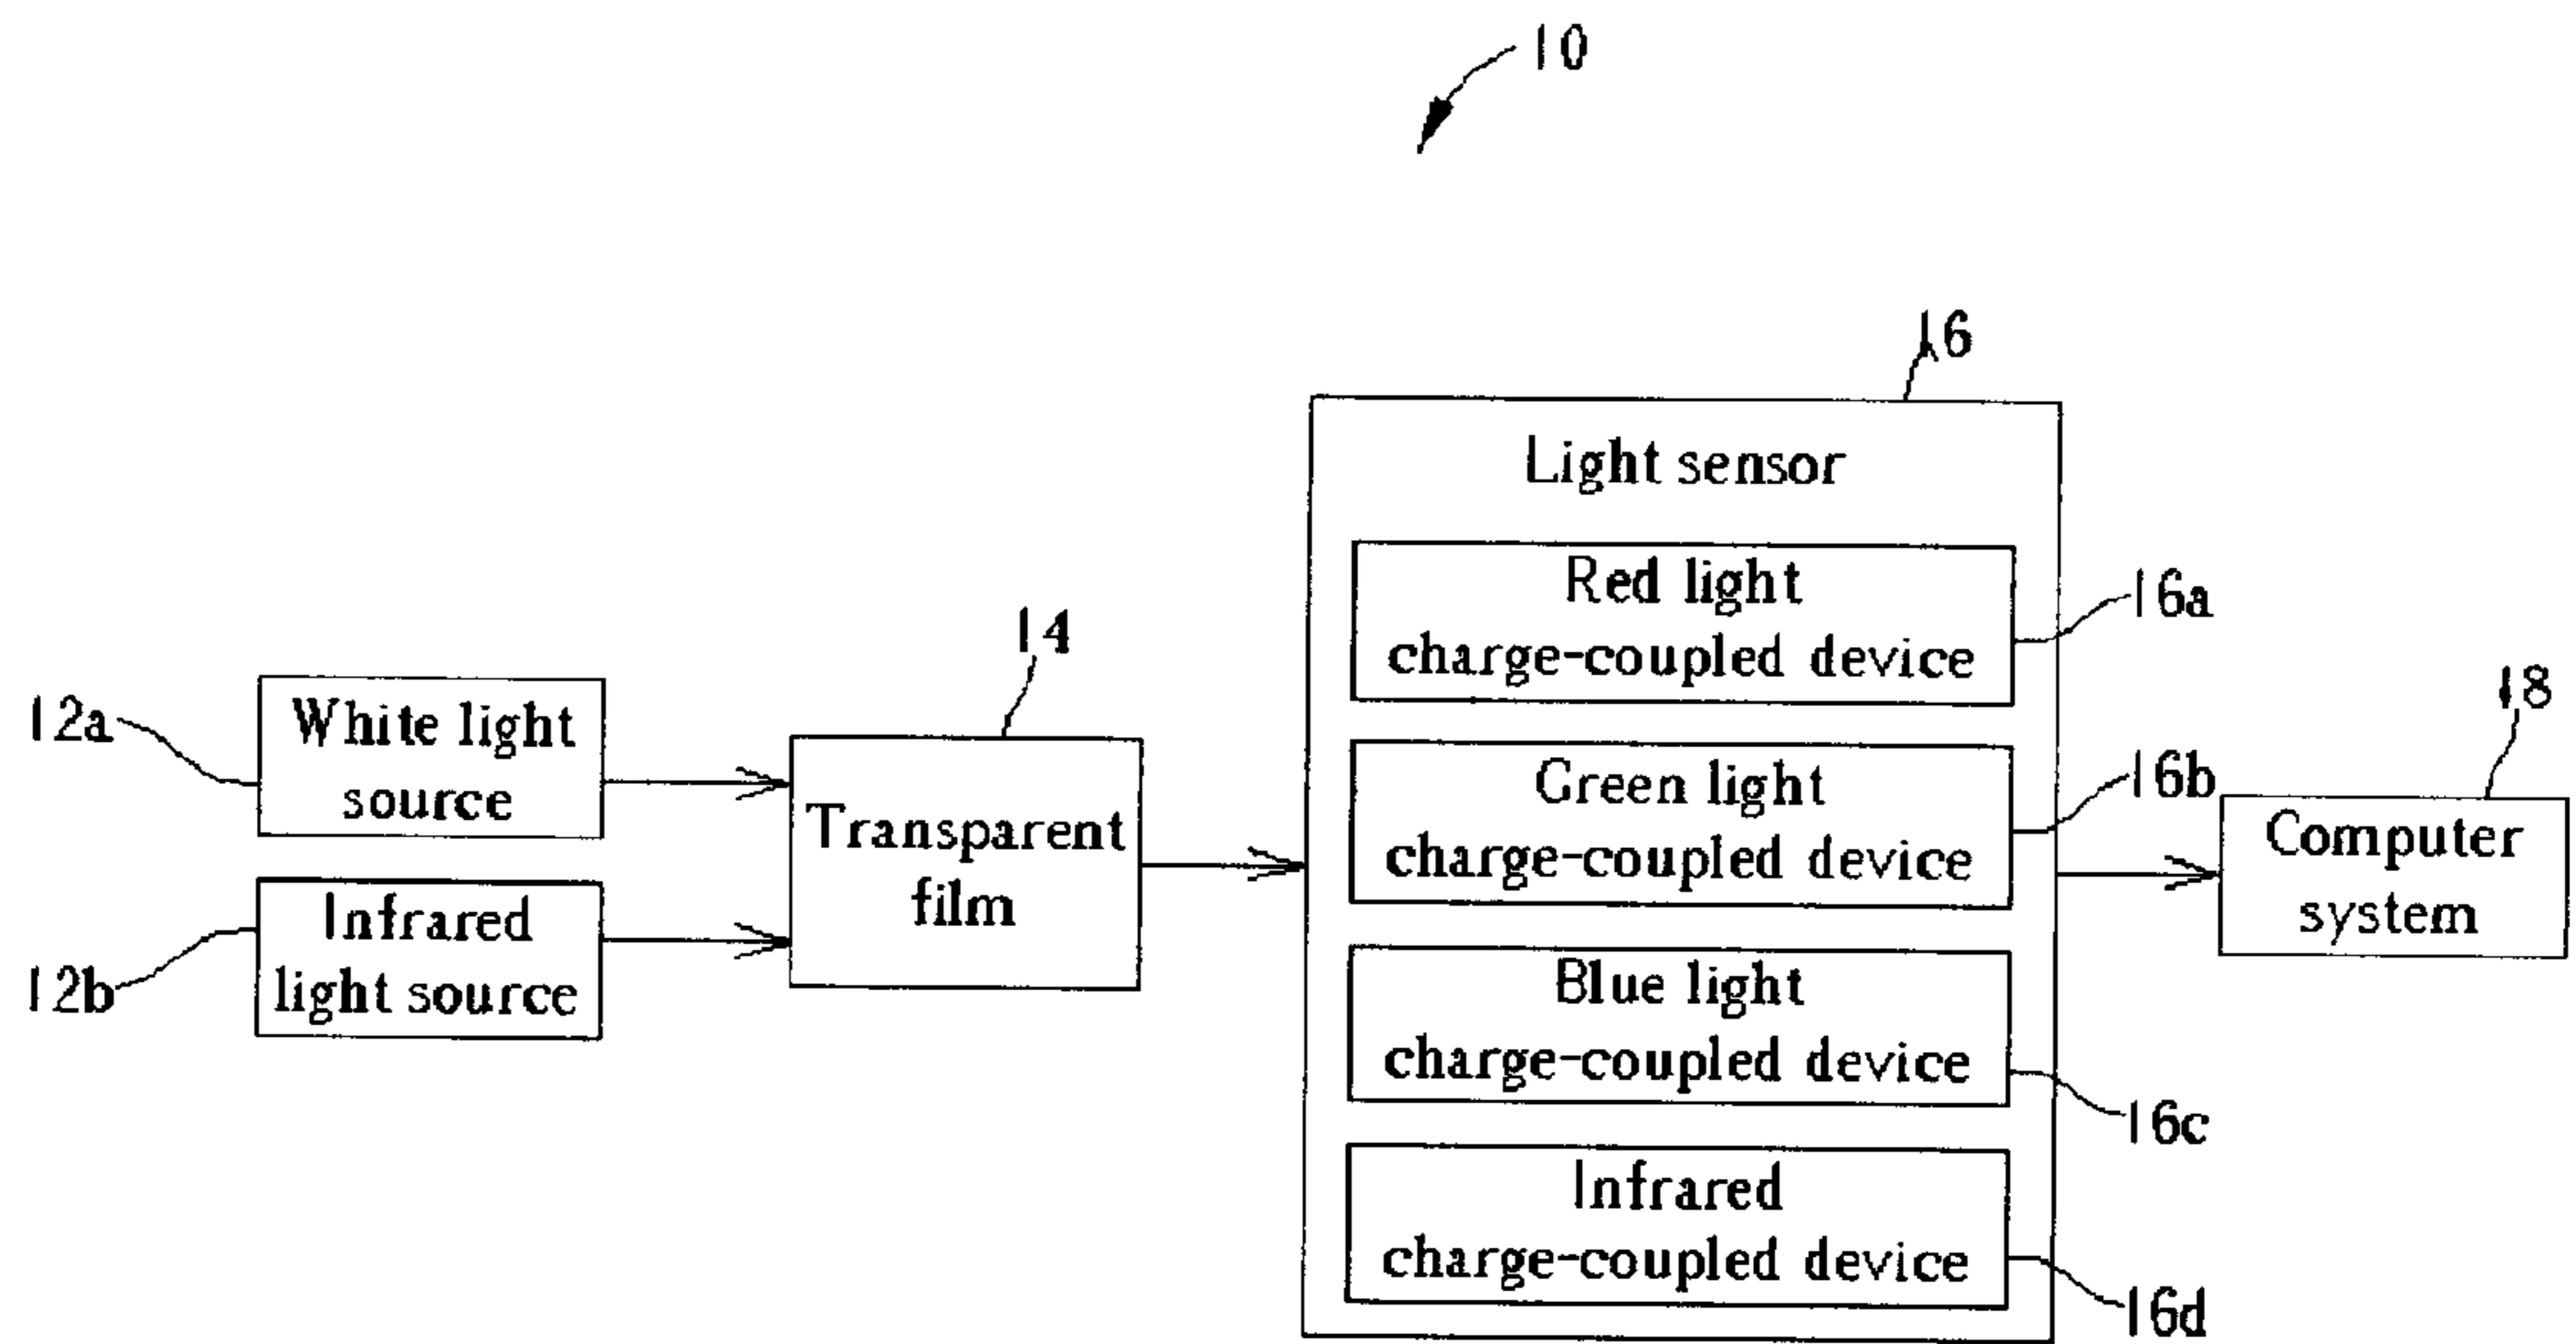 10
16
Light sensor
Red light
charge-coupled device
16a
14
12a
White light
source
Transparent
film
Green light
charge-coupled device
16b
18
Computer
system
12b
Infrared
light source
Blue light
charge-coupled device
16c
Infrared
charge-coupled device
16d